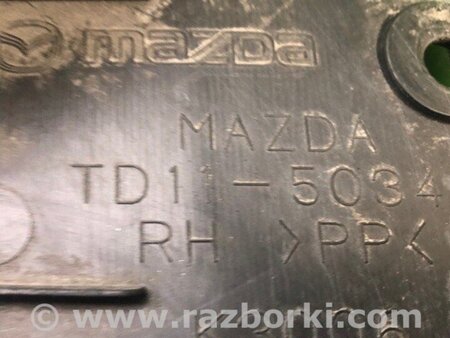 mazda
MAZDA
TD11-5034
RH >PP<
www.razborki.com